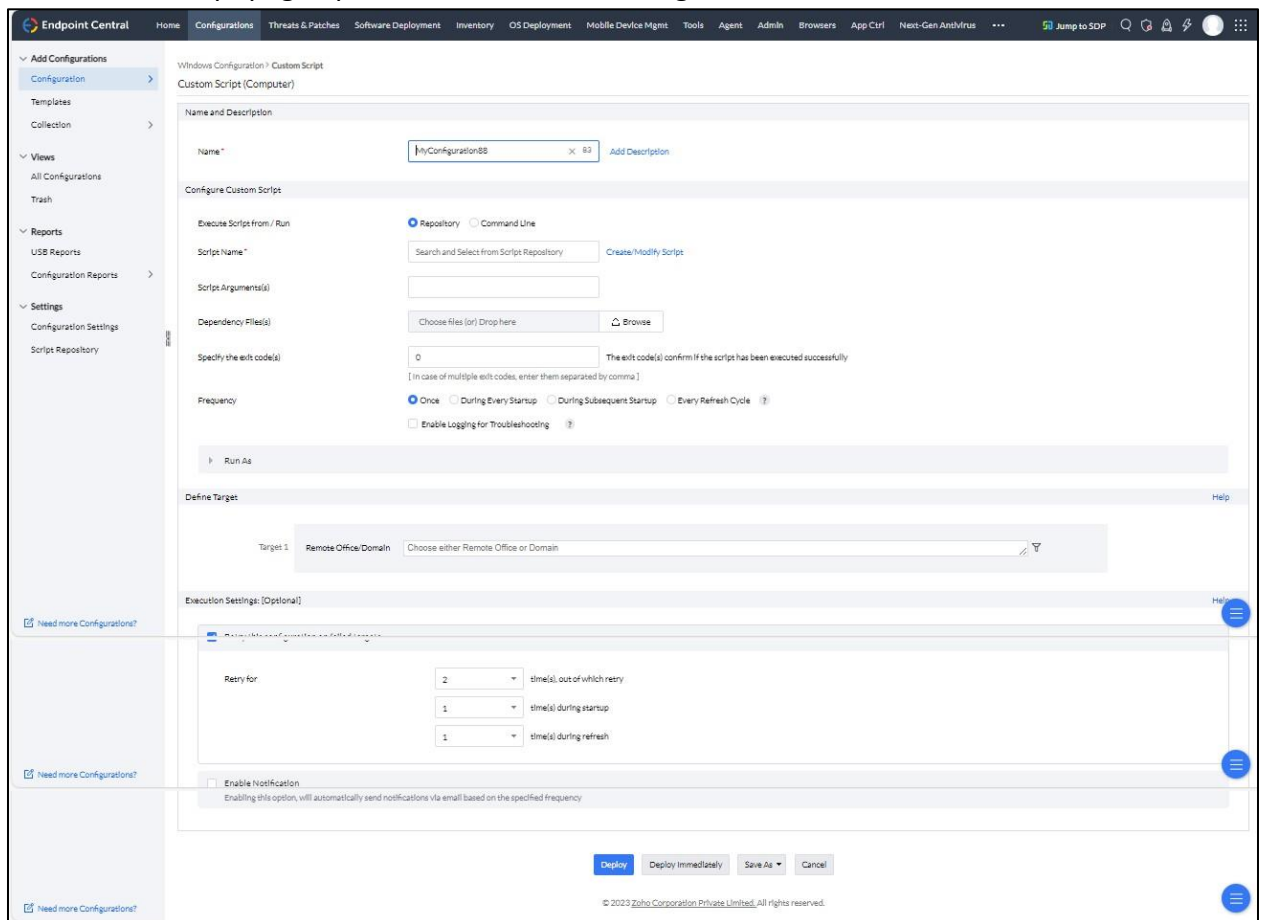 Endpoint Central Home Configurations Threats & Patches Software Deployment Inventory OS Deployment Mobile Device Mgmt Tools Agent Admin Browsers App Ctrl Next-Gen Antivirus ••• Jump to SDP
Add Configurations
Configuration
Templates
Collection
Views
All Configurations
Trash
Reports
USB Reports
Configuration Reports
Settings
Configuration Settings
Script Repository
Windows Configuration > Custom Script
Custom Script (Computer)
Name and Description
Name * MyConfiguration88 83 Add Description
Configure Custom Script
Execute Script from / Run Repository Command Line
Script Name * Search and Select from Script Repository Create/Modify Script
Script Arguments(s)
Dependency Files(s) Choose files (or) Drop here Browse
Specify the exit code(s) 0 The exit code(s) confirm if the script has been executed successfully
[ In case of multiple exit codes, enter them separated by comma ]
Frequency Once During Every Startup During Subsequent Startup Every Refresh Cycle ?
Enable Logging for Troubleshooting ?
Run As
Define Target Help
Target 1 Remote Office/Domain Choose either Remote Office or Domain
Execution Settings: [Optional] Help
Need more Configurations?
Retry for 2 time(s), out of which retry
1 time(s) during startup
1 time(s) during refresh
Need more Configurations?
Enable Notification
Enabling this option, will automatically send notifications via email based on the specified frequency
Deploy Deploy Immediately Save As Cancel
Need more Configurations?
© 2023 Zoho Corporation Private Limited. All rights reserved.